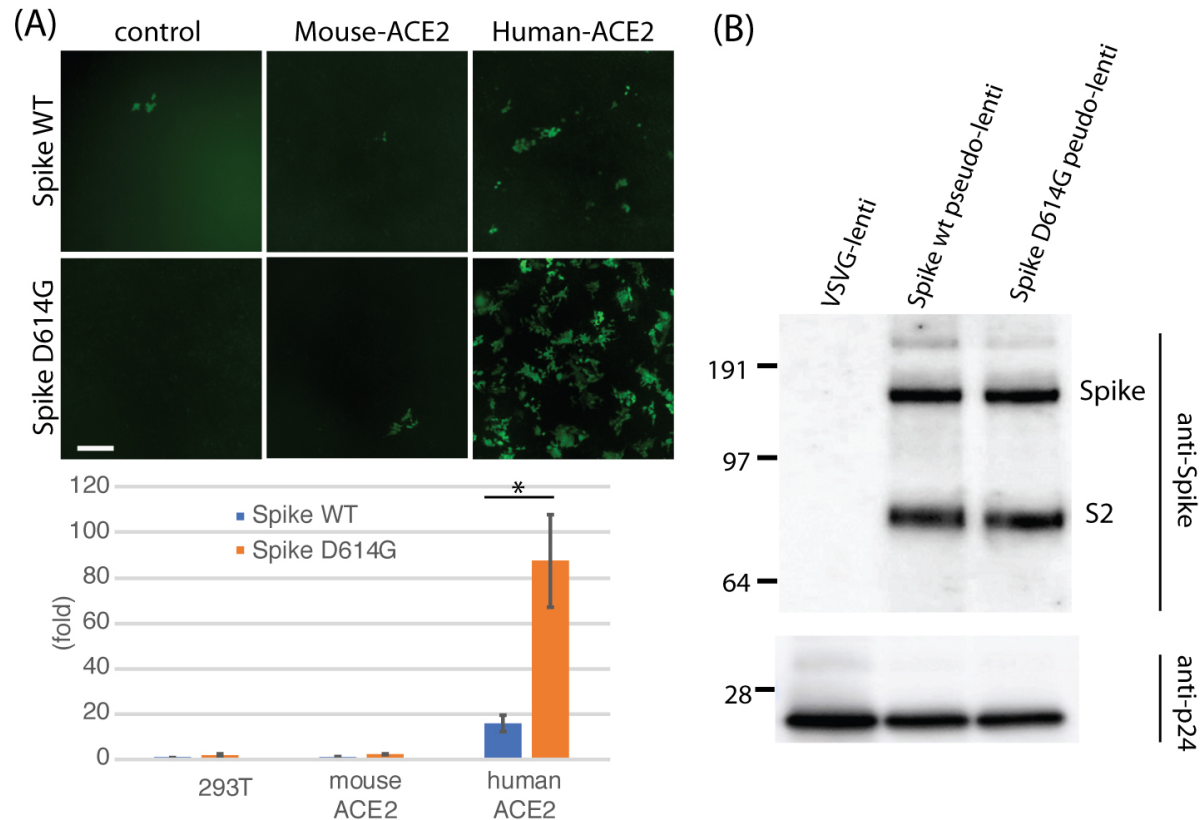 (A)
control Mouse-ACE2 Human-ACE2
Spike WT
Spike D614G
120
100
80
60
40
20
0
(fold)
Spike WT
Spike D614G
*
293T
mouse
ACE2
human
ACE2
(B)
VSVG-lenti
Spike wt pseudo-lenti
Spike D614G peudo-lenti
191
97
64
Spike
S2
anti-Spike
28
anti-p24